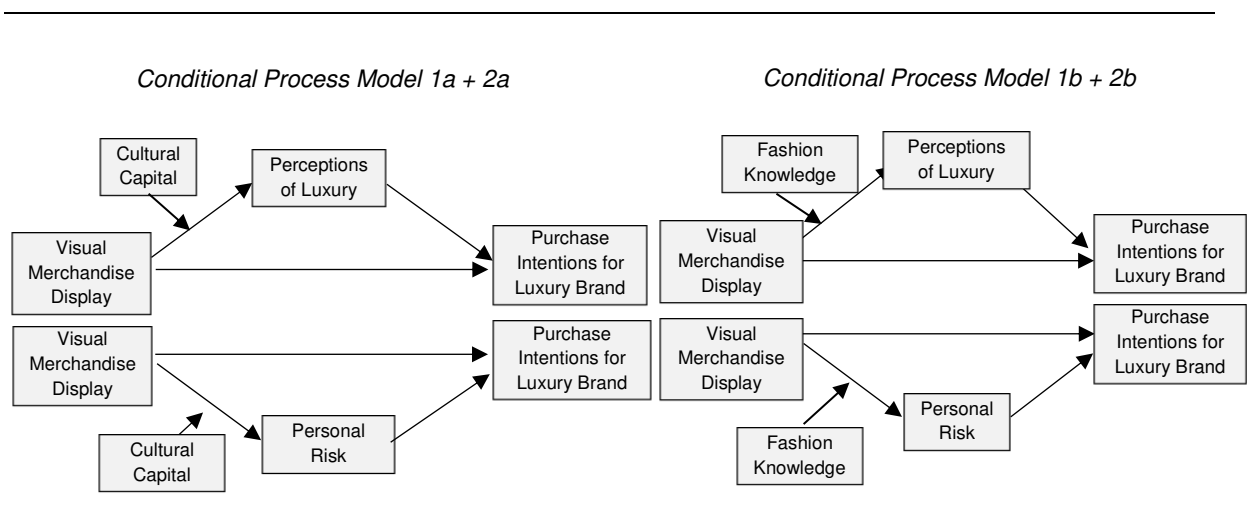 Conditional Process Model 1a + 2a
Cultural
Capital
Perceptions
of Luxury
Visual
Merchandise
Display
Purchase
Intentions for
Luxury Brand
Visual
Merchandise
Display
Purchase
Intentions for
Luxury Brand
Cultural
Capital
Personal
Risk
Conditional Process Model 1b + 2b
Fashion
Knowledge
Perceptions
of Luxury
Visual
Merchandise
Display
Purchase
Intentions for
Luxury Brand
Visual
Merchandise
Display
Purchase
Intentions for
Luxury Brand
Fashion
Knowledge
Personal
Risk